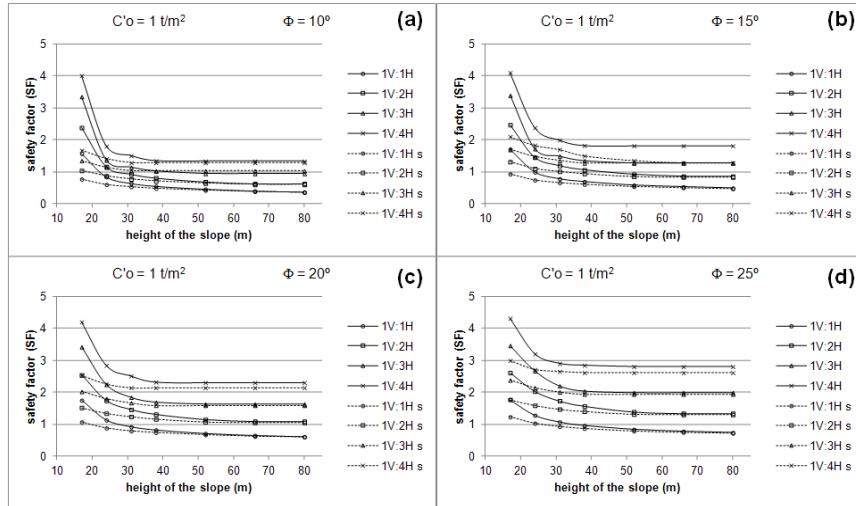 C'o = 1 t/m² Φ = 10º (a)
safety factor (SF)
5
4
3
2
1
0
10 20 30 40 50 60 70 80 90
height of the slope (m)
1V:1H
1V:2H
1V:3H
1V:4H
1V:1H s
1V:2H s
1V:3H s
1V:4H s
C'o = 1 t/m² Φ = 15º (b)
safety factor (SF)
5
4
3
2
1
0
10 20 30 40 50 60 70 80 90
height of the slope (m)
1V:1H
1V:2H
1V:3H
1V:4H
1V:1H s
1V:2H s
1V:3H s
1V:4H s
C'o = 1 t/m² Φ = 20º (c)
safety factor (SF)
5
4
3
2
1
0
10 20 30 40 50 60 70 80 90
height of the slope (m)
1V:1H
1V:2H
1V:3H
1V:4H
1V:1H s
1V:2H s
1V:3H s
1V:4H s
C'o = 1 t/m² Φ = 25º (d)
safety factor (SF)
5
4
3
2
1
0
10 20 30 40 50 60 70 80 90
height of the slope (m)
1V:1H
1V:2H
1V:3H
1V:4H
1V:1H s
1V:2H s
1V:3H s
1V:4H s